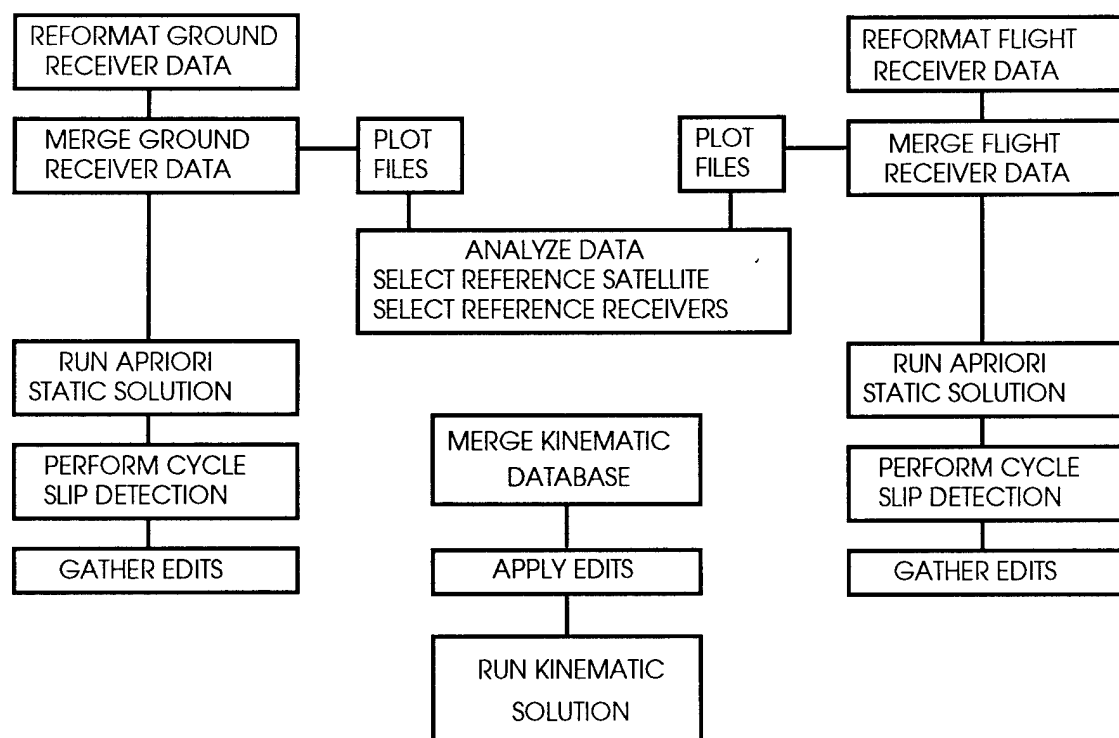 REFORMAT GROUND
RECEIVER DATA
MERGE GROUND
RECEIVER DATA
PLOT
FILES
PLOT
FILES
REFORMAT FLIGHT
RECEIVER DATA
MERGE FLIGHT
RECEIVER DATA
ANALYZE DATA
SELECT REFERENCE SATELLITE
SELECT REFERENCE RECEIVERS
RUN APRIORI
STATIC SOLUTION
PERFORM CYCLE
SLIP DETECTION
GATHER EDITS
MERGE KINEMATIC
DATABASE
APPLY EDITS
RUN KINEMATIC
SOLUTION
RUN APRIORI
STATIC SOLUTION
PERFORM CYCLE
SLIP DETECTION
GATHER EDITS